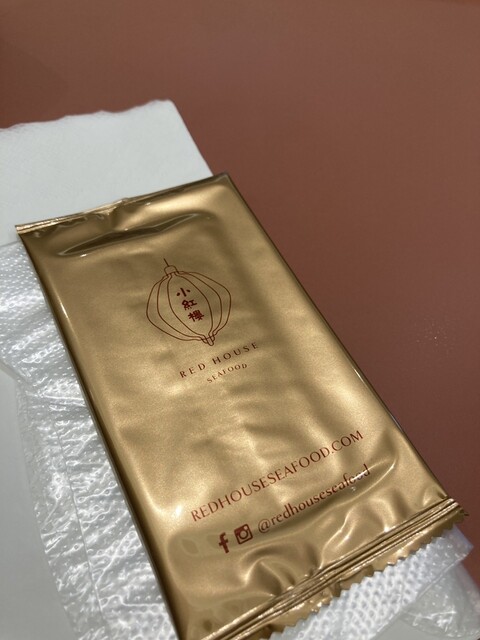 小紅樓
RED HOUSE
SEAFOOD
REDHOUSESEAFOOD.COM
@redhouseseafood